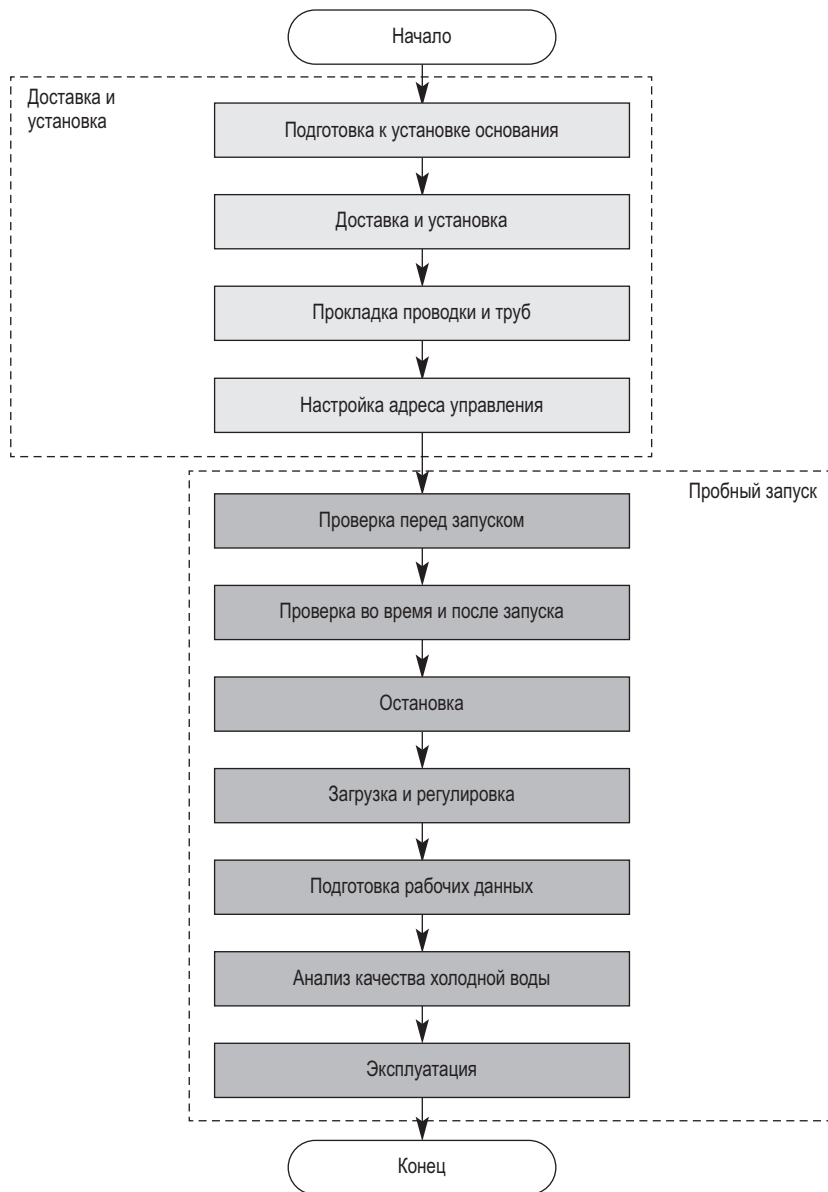 Начало
Доставка и
установка
Подготовка к установке основания
Доставка и установка
Прокладка проводки и труб
Настройка адреса управления
Пробный запуск
Проверка перед запуском
Проверка во время и после запуска
Остановка
Загрузка и регулировка
Подготовка рабочих данных
Анализ качества холодной воды
Эксплуатация
Конец